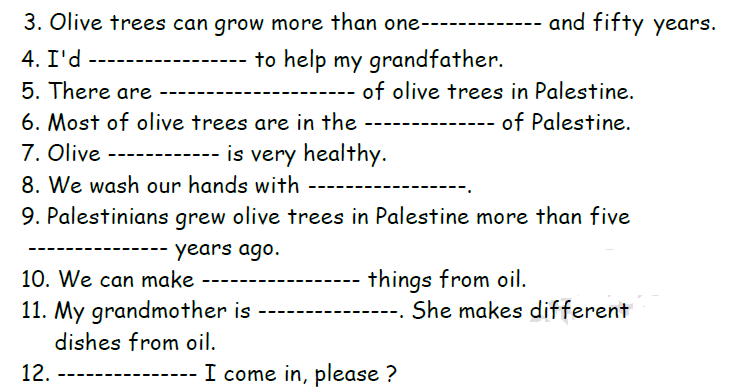 3. Olive trees can grow more than one------------- and fifty years.
4. I'd ----------------- to help my grandfather.
5. There are --------------------- of olive trees in Palestine.
6. Most of olive trees are in the -------------- of Palestine.
7. Olive ------------ is very healthy.
8. We wash our hands with -----------------.
9. Palestinians grew olive trees in Palestine more than five
--------------- years ago.
10. We can make ----------------- things from oil.
11. My grandmother is ---------------. She makes different
dishes from oil.
12. --------------- I come in, please ?